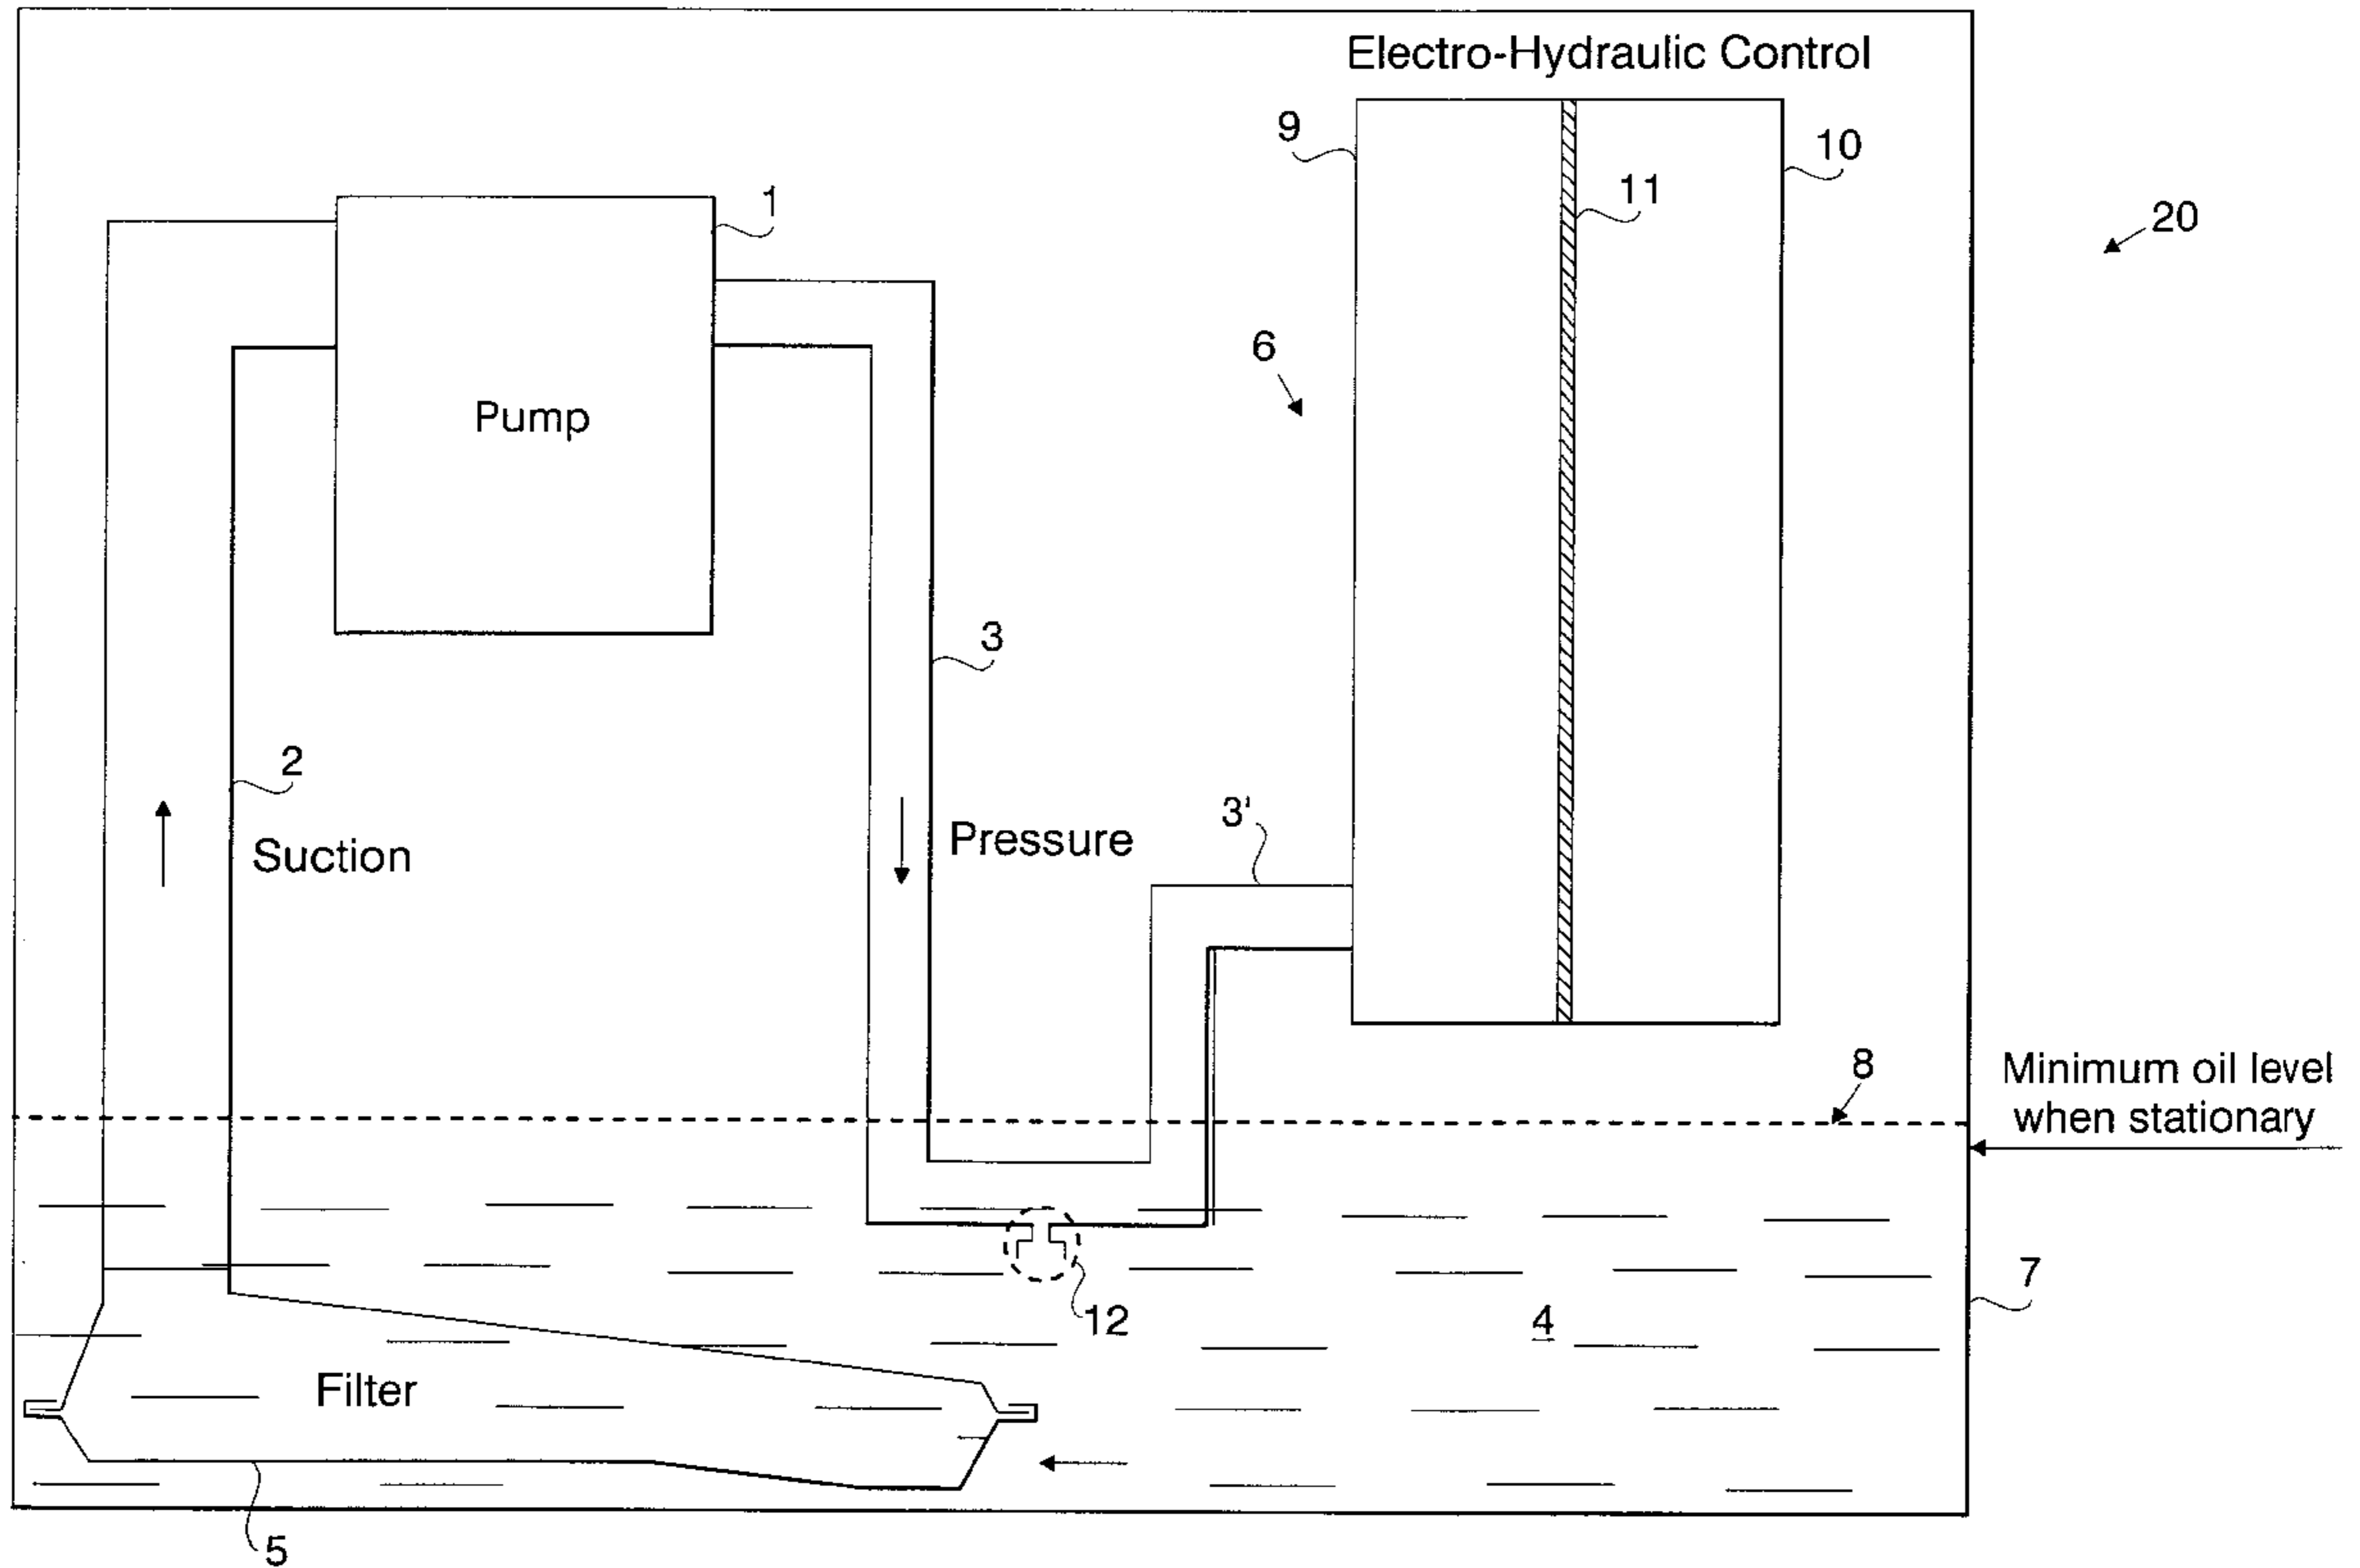 Electro-Hydraulic Control
9
10
1
11
20
6
Pump
3
2
3'
Suction
Pressure
8
Minimum oil level
when stationary
7
12
4
Filter
5